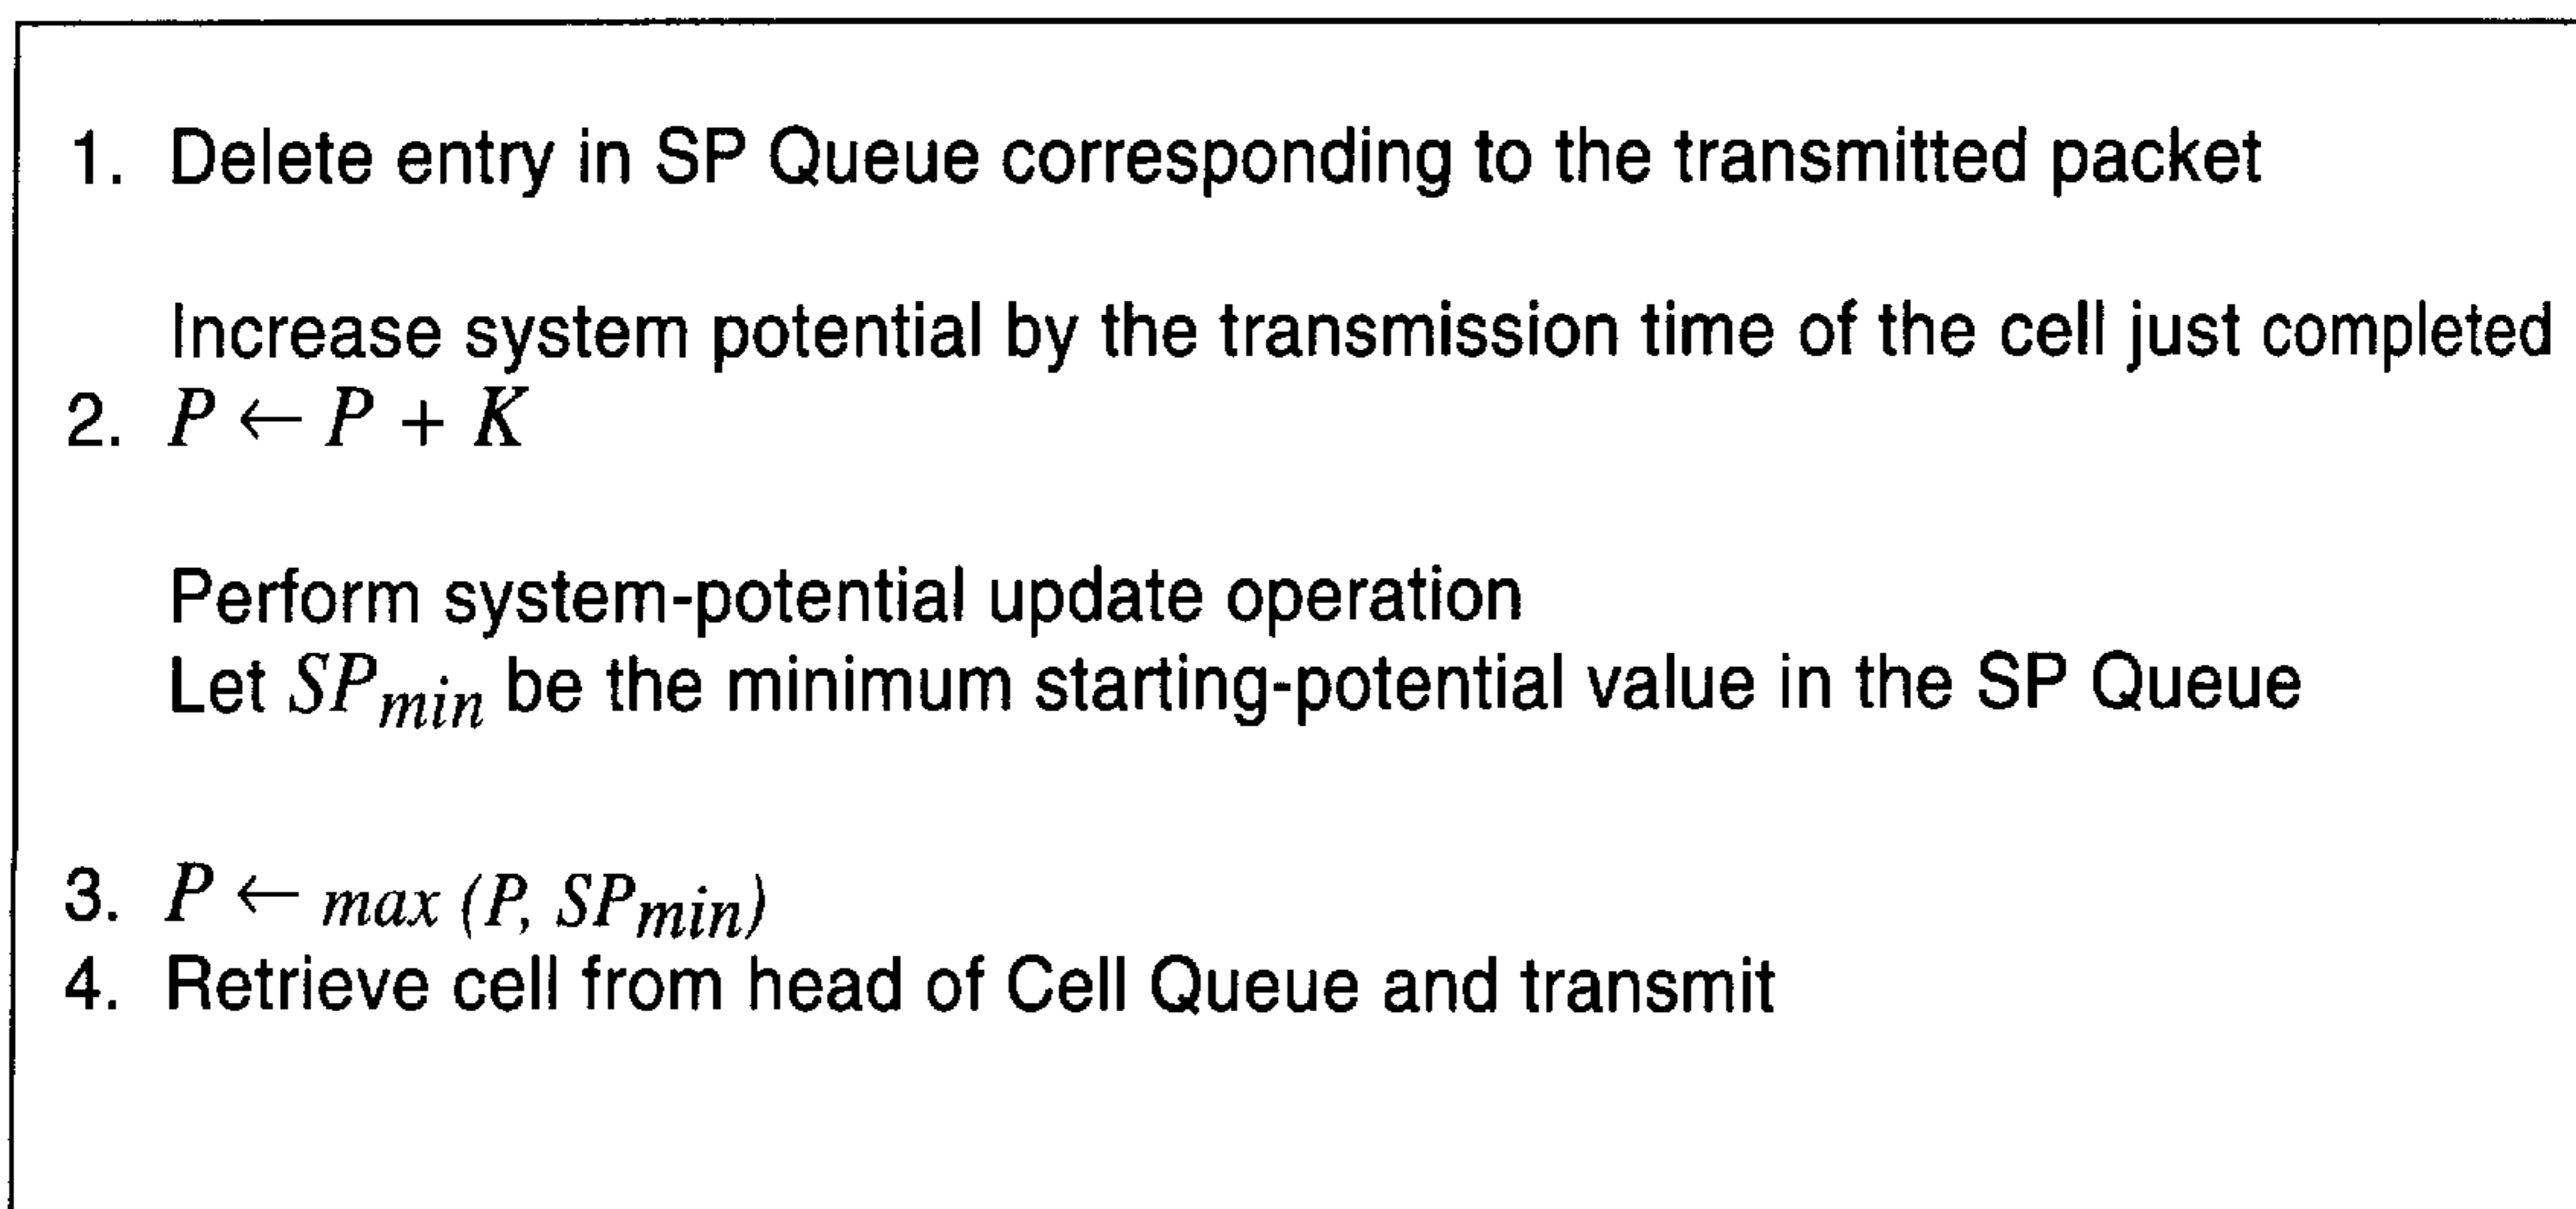 1. Delete entry in SP Queue corresponding to the transmitted packet
Increase system potential by the transmission time of the cell just completed
2. P ← P + K
Perform system-potential update operation
Let SPmin be the minimum starting-potential value in the SP Queue
3. P ← max (P, SPmin)
4. Retrieve cell from head of Cell Queue and transmit